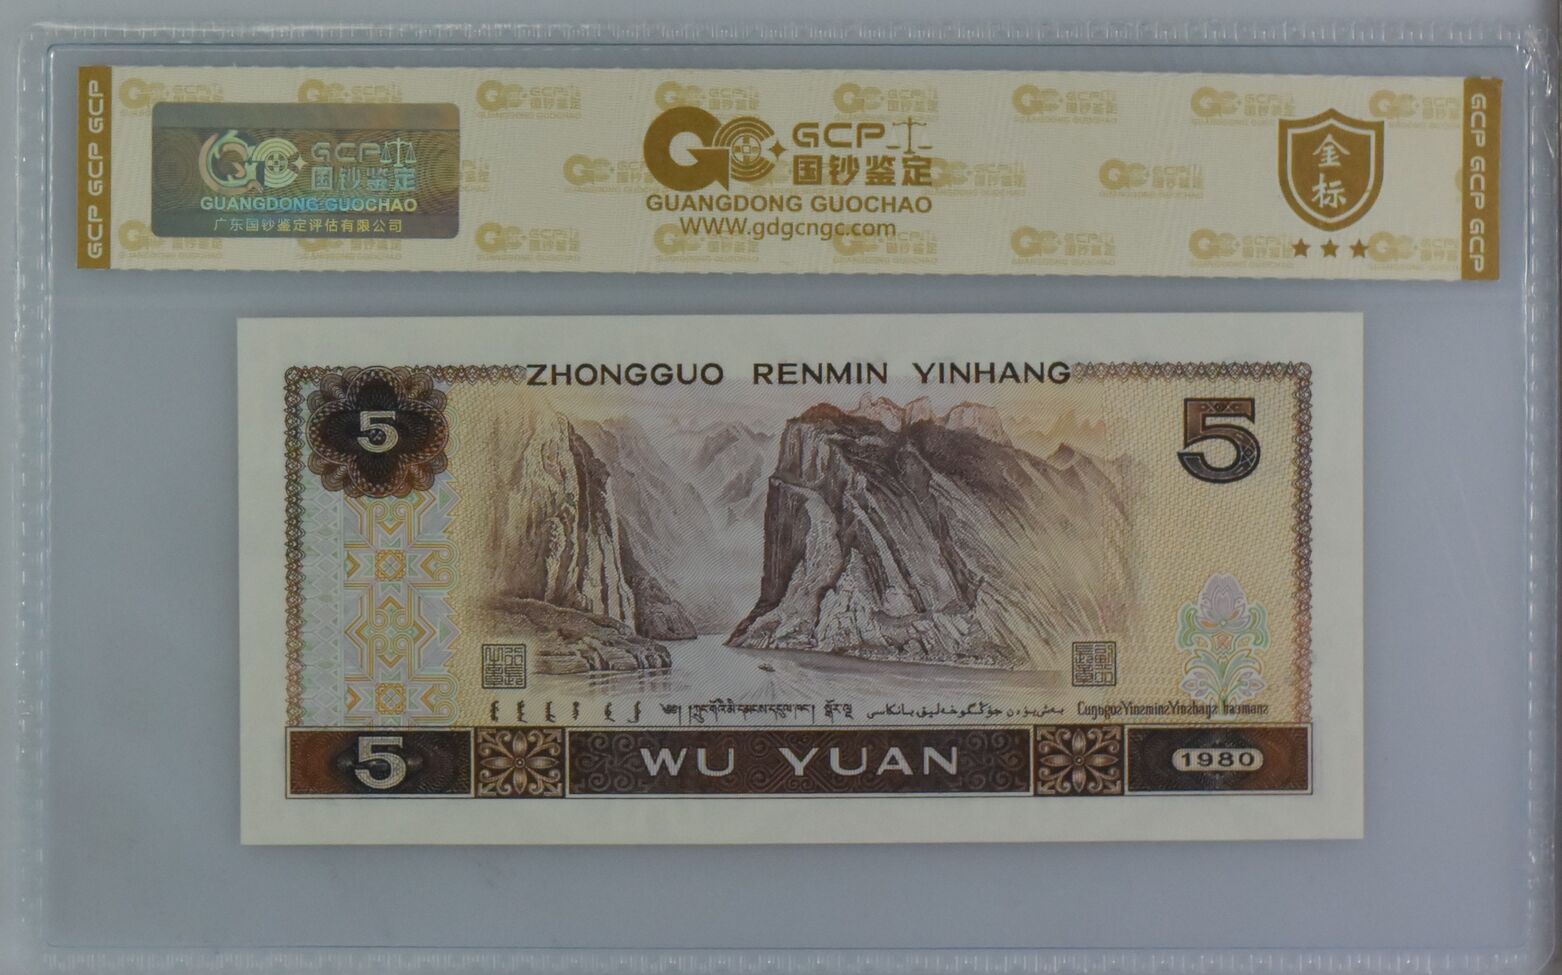 GCP GCP GCP
GCP
国钞鉴定
GUANGDONG GUOCHAO
广东国钞鉴定评估有限公司
GCP
国钞鉴定
GUANGDONG GUOCHAO
WWW.gdgcngc.com
金
标
GCP GCP GCP
ZHONGGUO RENMIN YINHANG
5
5
5
WU YUAN
1980